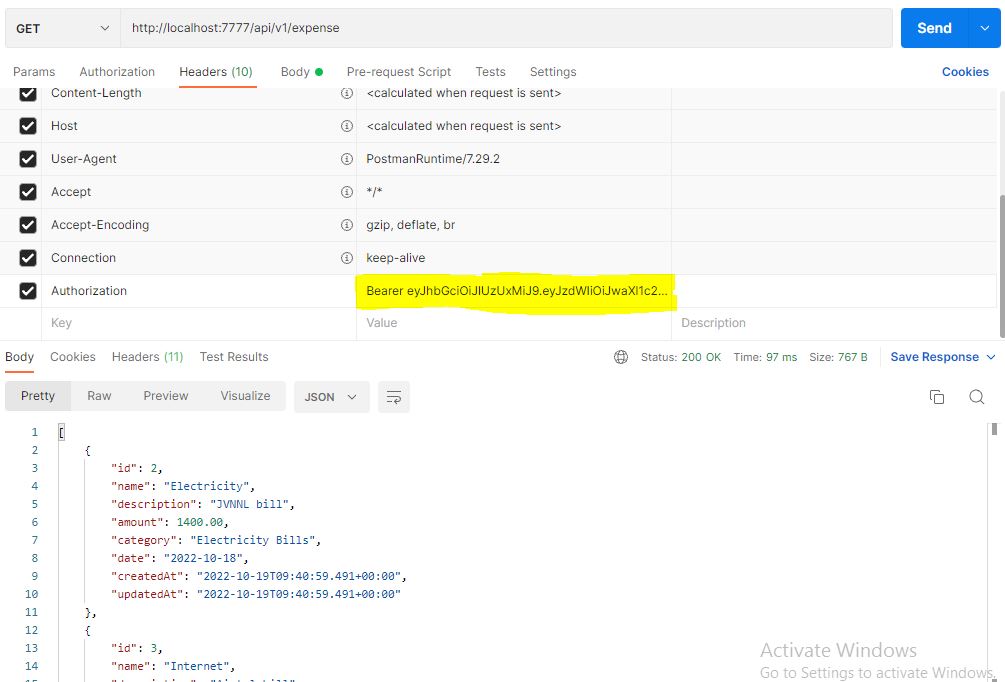 GET http://localhost:7777/api/v1/expense Send
Params Authorization Headers (10) Body Pre-request Script Tests Settings Cookies
Content-Length <calculated when request is sent>
Host <calculated when request is sent>
User-Agent PostmanRuntime/7.29.2
Accept */*
Accept-Encoding gzip, deflate, br
Connection keep-alive
Authorization Bearer eyJhbGciOiJIUzUxMiJ9.eyJzdWIiOiJwaXl1c2...
Key Value Description
Body Cookies Headers (11) Test Results Status: 200 OK Time: 97 ms Size: 767 B Save Response
Pretty Raw Preview Visualize JSON
1 [
2 {
3 "id": 2,
4 "name": "Electricity",
5 "description": "JVNNL bill",
6 "amount": 1400.00,
7 "category": "Electricity Bills",
8 "date": "2022-10-18",
9 "createdAt": "2022-10-19T09:40:59.491+00:00",
10 "updatedAt": "2022-10-19T09:40:59.491+00:00"
11 },
12 {
13 "id": 3,
14 "name": "Internet",
Activate Windows
Go to Settings to activate Windows.